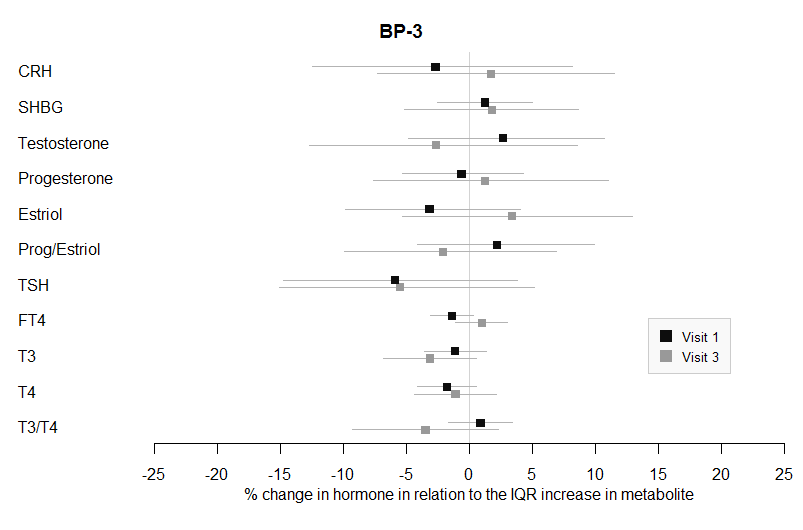 BP-3
CRH
SHBG
Testosterone
Progesterone
Estriol
Prog/Estriol
TSH
FT4
T3
T4
T3/T4
Visit 1
Visit 3
-25 -20 -15 -10 -5 0 5 10 15 20 25
% change in hormone in relation to the IQR increase in metabolite